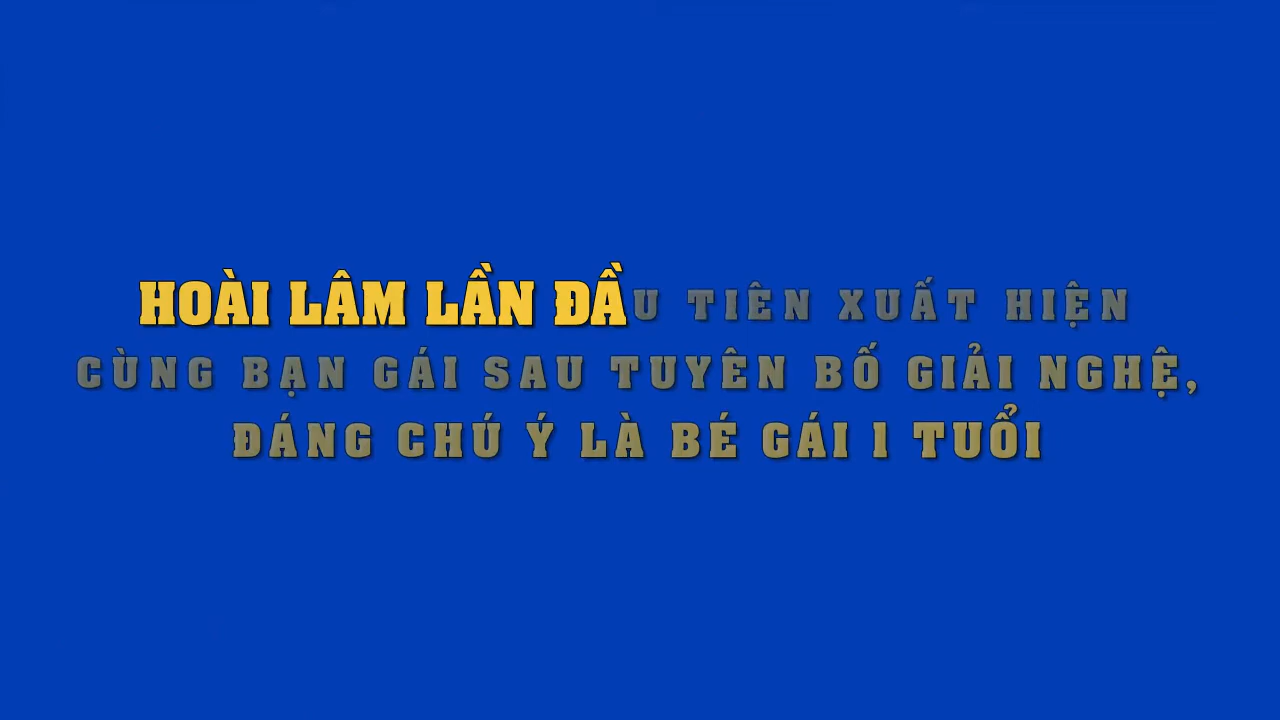 HOÀI LÂM LẦN ĐẦU TIÊN XUẤT HIỆN
CÙNG BẠN GÁI SAU TUYÊN BỐ GIẢI NGHỆ,
ĐÁNG CHÚ Ý LÀ BÉ GÁI 1 TUỔI